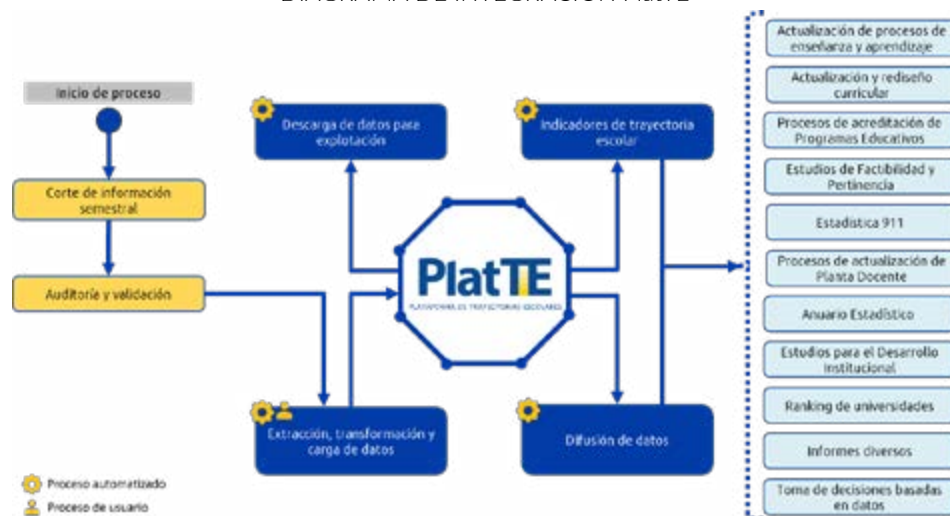 Inicio de proceso
Corte de información
semestral
Auditoría y validación
Descarga de datos para
explotación
Indicadores de trayectoria
escolar
PlatTE
PLATAFORMA DE TRAYECTORIAS ESCOLARES
Extracción, transformación y
carga de datos
Difusión de datos
Actualización de procesos de
enseñanza y aprendizaje
Actualización y rediseño
curricular
Procesos de acreditación de
Programas Educativos
Estudios de Factibilidad y
Pertinencia
Estadística 911
Procesos de actualización de
Planta Docente
Anuario Estadístico
Estudios para el Desarrollo
Institucional
Ranking de universidades
Informes diversos
Toma de decisiones basadas
en datos
Proceso automatizado
Proceso de usuario